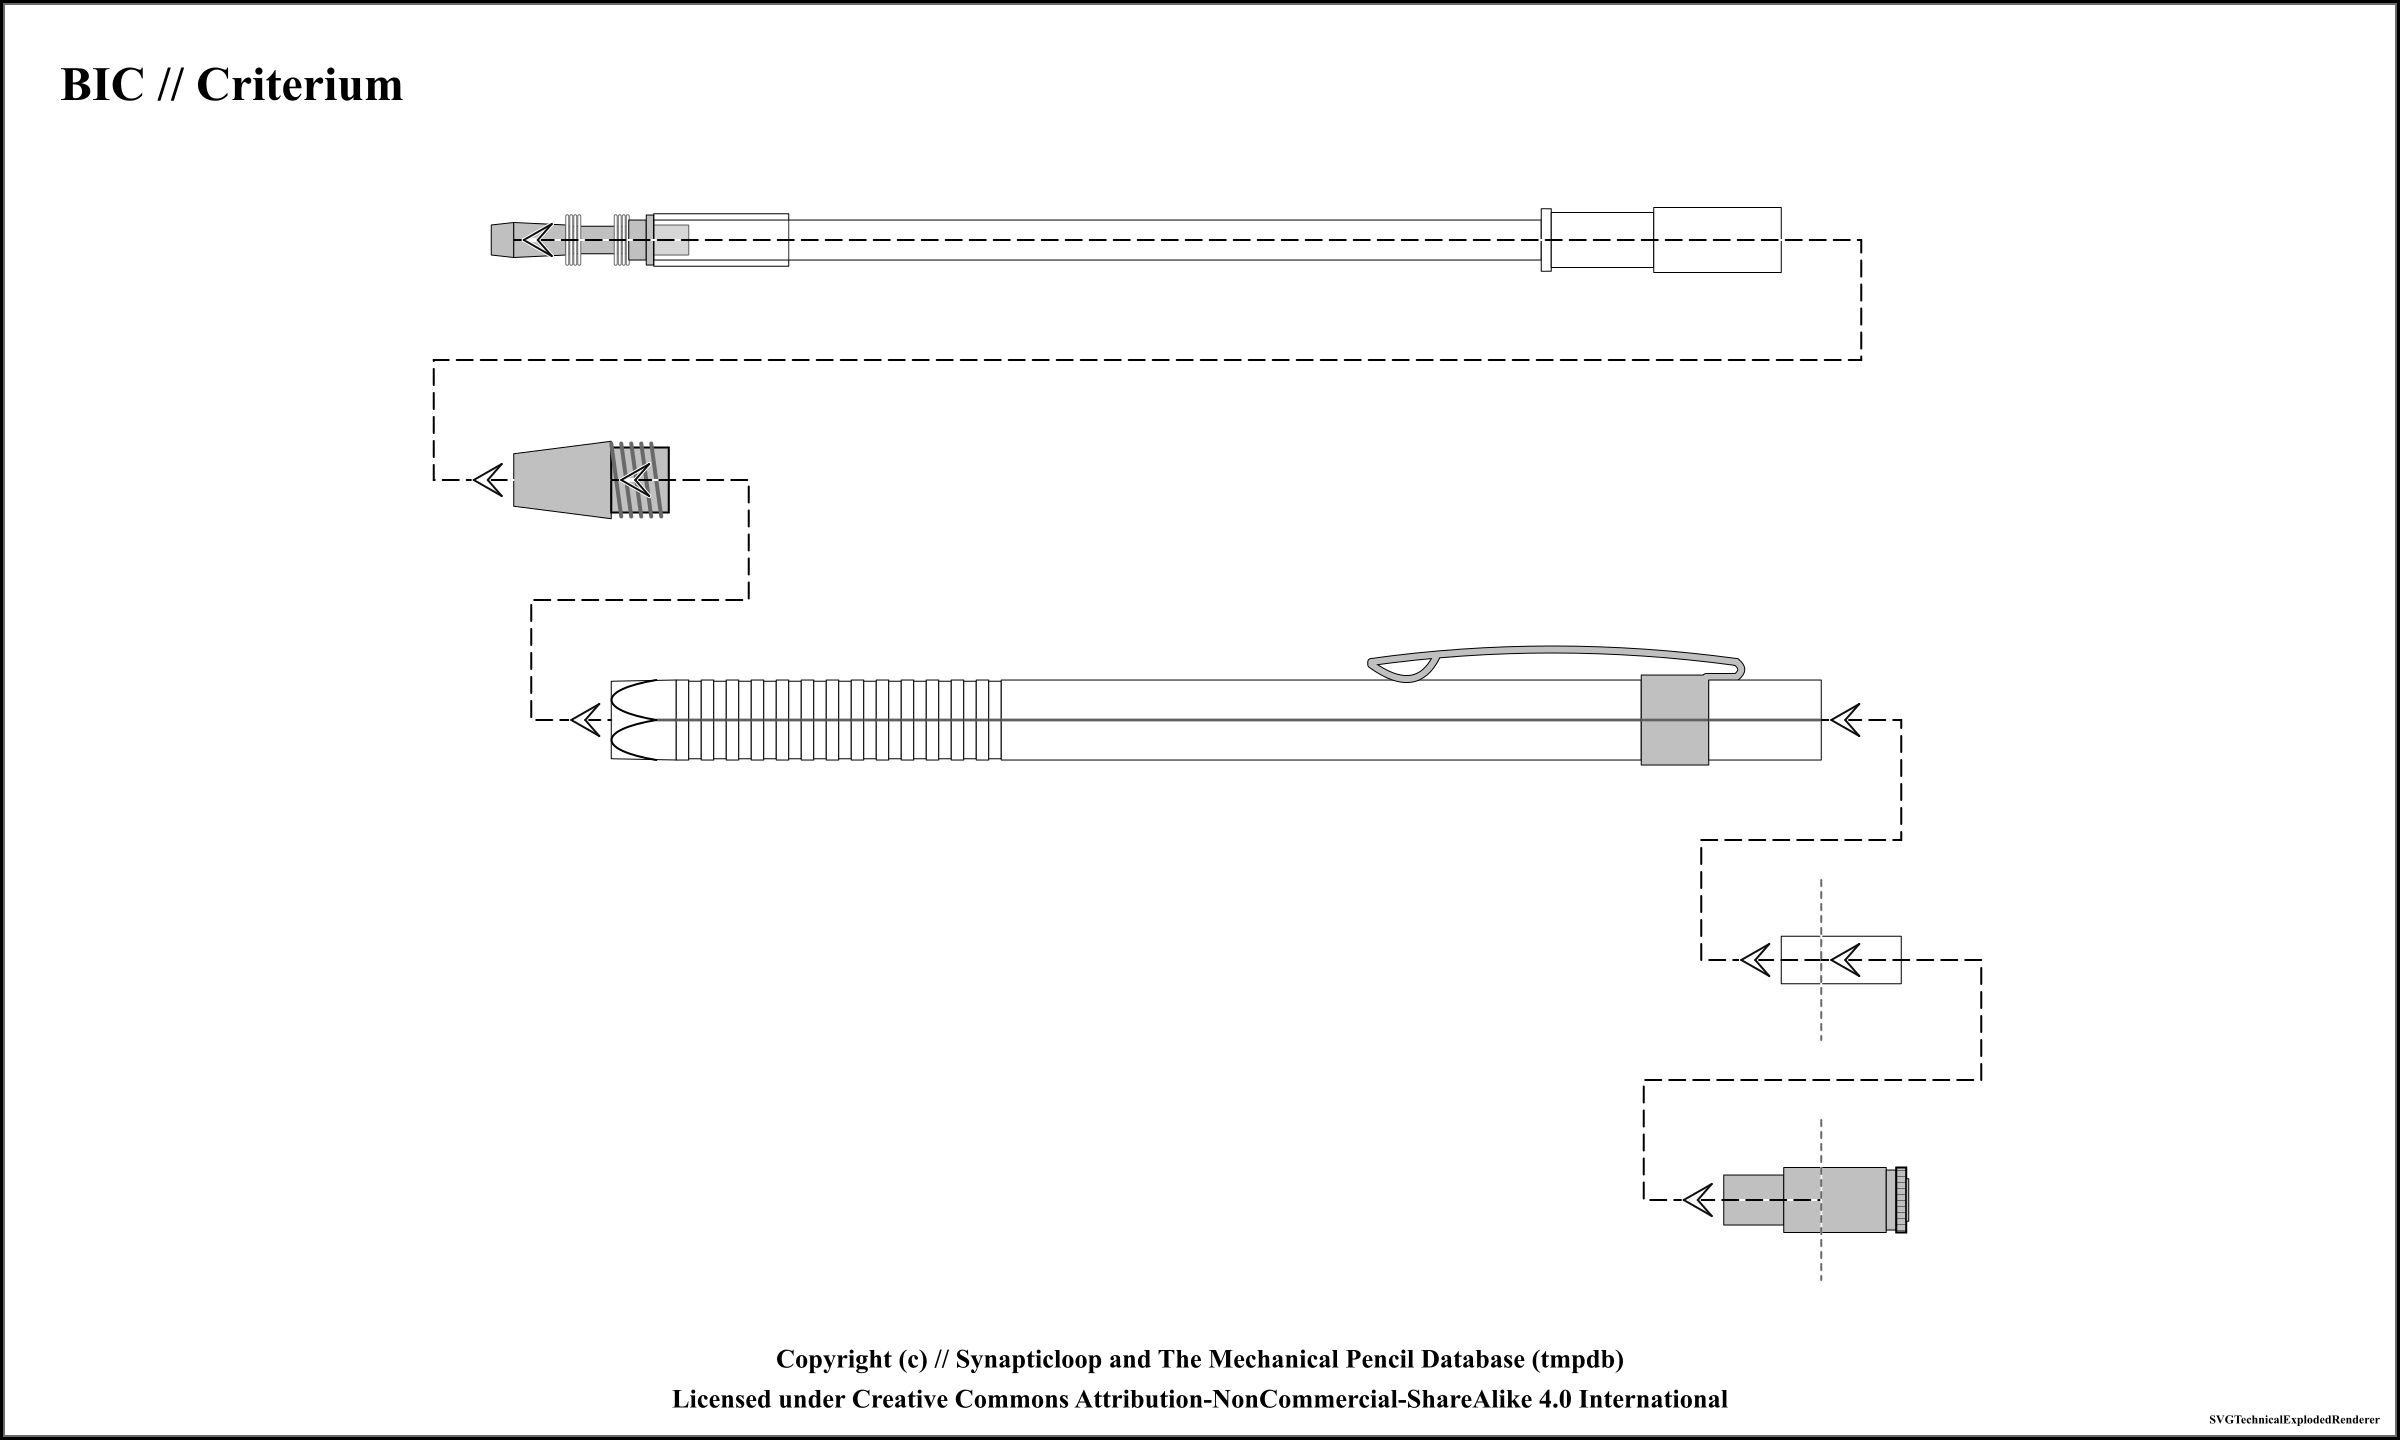 BIC // Criterium
Copyright (c) // Synapticloop and The Mechanical Pencil Database (tmpdb)
Licensed under Creative Commons Attribution-NonCommercial-ShareAlike 4.0 International
SVGTechnicalExplodedRenderer